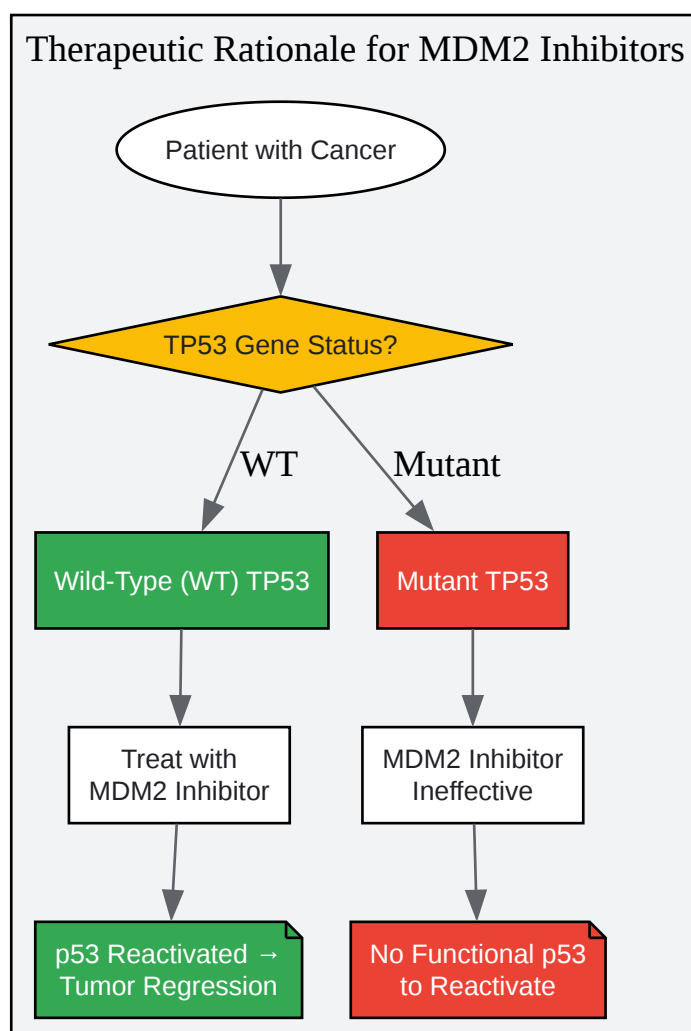 Therapeutic Rationale for MDM2 Inhibitors
Patient with Cancer
TP53 Gene Status?
WT
Mutant
Wild-Type (WT) TP53
Mutant TP53
Treat with
MDM2 Inhibitor
MDM2 Inhibitor
Ineffective
p53 Reactivated →
Tumor Regression
No Functional p53
to Reactivate